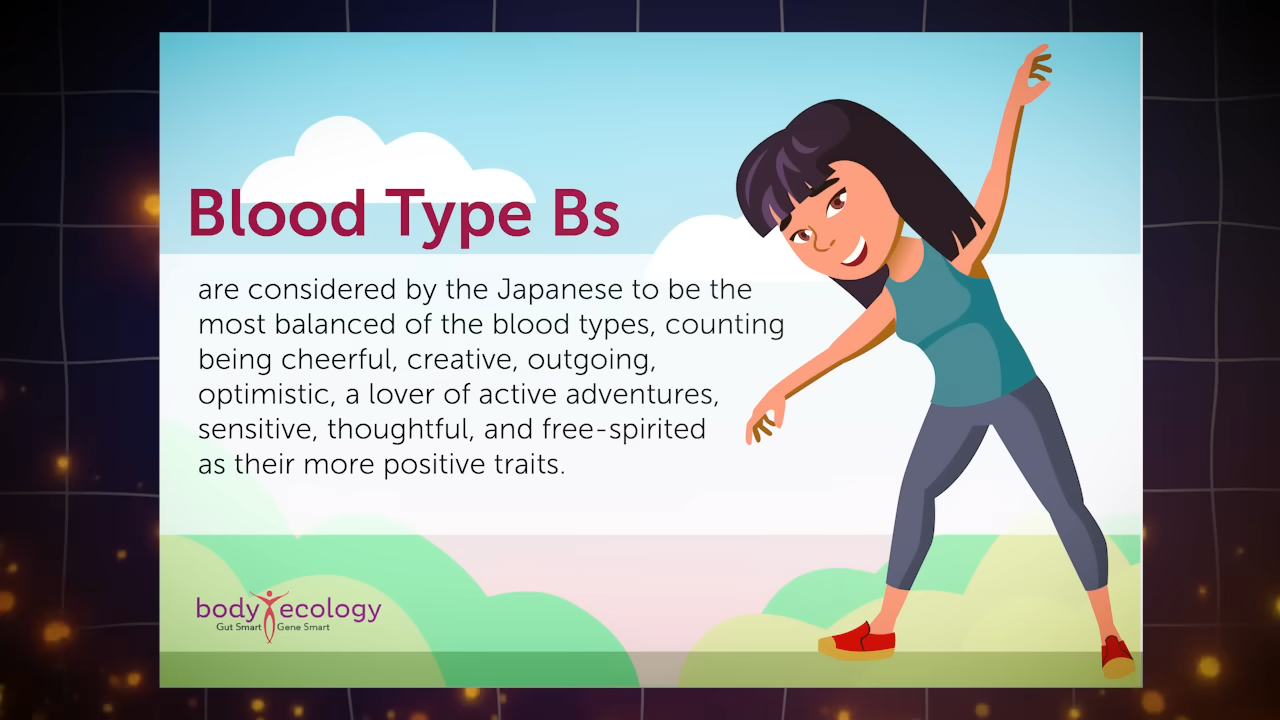 Blood Type Bs
are considered by the Japanese to be the
most balanced of the blood types, counting
being cheerful, creative, outgoing,
optimistic, a lover of active adventures,
sensitive, thoughtful, and free-spirited
as their more positive traits.
body ecology
Gut Smart Gene Smart